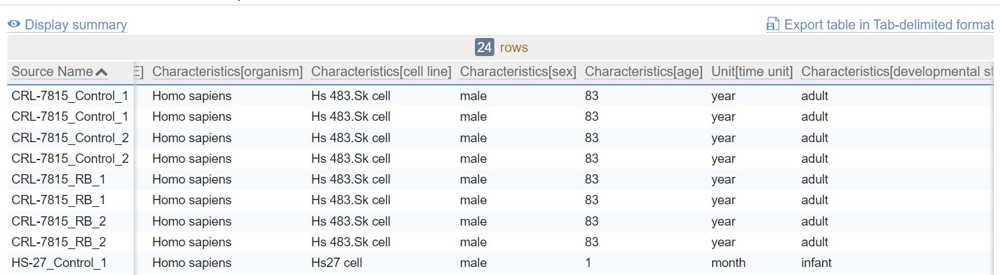 Display summary Export table in Tab-delimited format
24 rows
Source Name E] Characteristics[organism] Characteristics[cell line] Characteristics[sex] Characteristics[age] Unit[time unit] Characteristics[developmental st
CRL-7815_Control_1 Homo sapiens Hs 483.Sk cell male 83 year adult
CRL-7815_Control_1 Homo sapiens Hs 483.Sk cell male 83 year adult
CRL-7815_Control_2 Homo sapiens Hs 483.Sk cell male 83 year adult
CRL-7815_Control_2 Homo sapiens Hs 483.Sk cell male 83 year adult
CRL-7815_RB_1 Homo sapiens Hs 483.Sk cell male 83 year adult
CRL-7815_RB_1 Homo sapiens Hs 483.Sk cell male 83 year adult
CRL-7815_RB_2 Homo sapiens Hs 483.Sk cell male 83 year adult
CRL-7815_RB_2 Homo sapiens Hs 483.Sk cell male 83 year adult
HS-27_Control_1 Homo sapiens Hs27 cell male 1 month infant